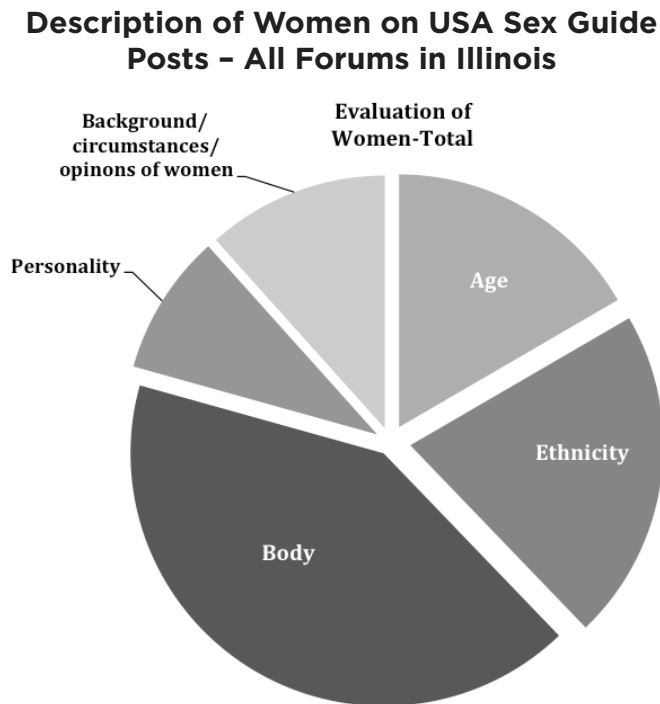 Description of Women on USA Sex Guide
Posts – All Forums in Illinois
Evaluation of
Women-Total
Background/
circumstances/
opinons of women
Personality
Age
Ethnicity
Body